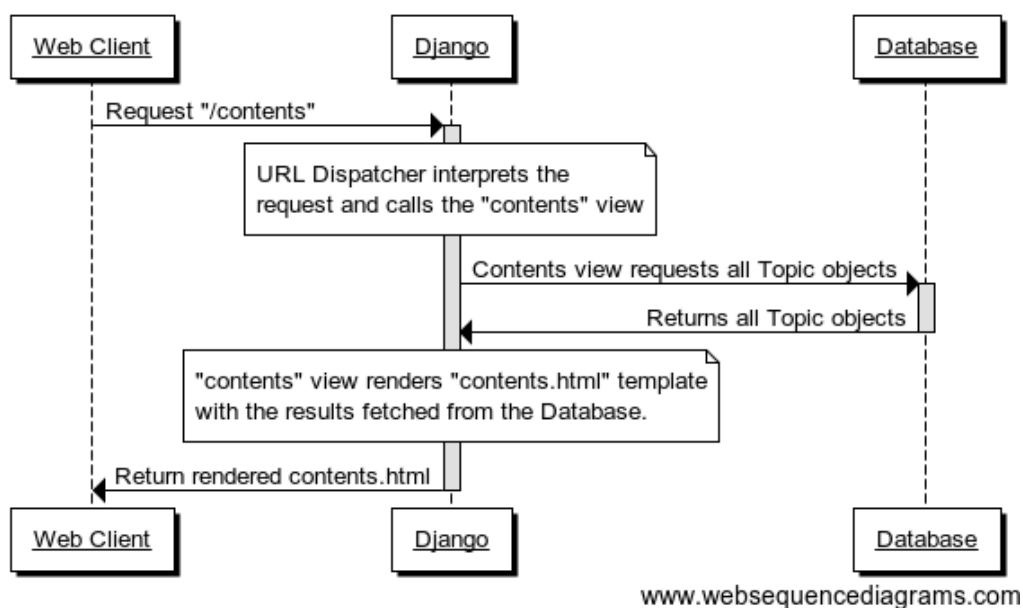 Web Client
Django
Database
Request "/contents"
URL Dispatcher interprets the
request and calls the "contents" view
Contents view requests all Topic objects
Returns all Topic objects
"contents" view renders "contents.html" template
with the results fetched from the Database.
Return rendered contents.html
Web Client
Django
Database
www.websequencediagrams.com